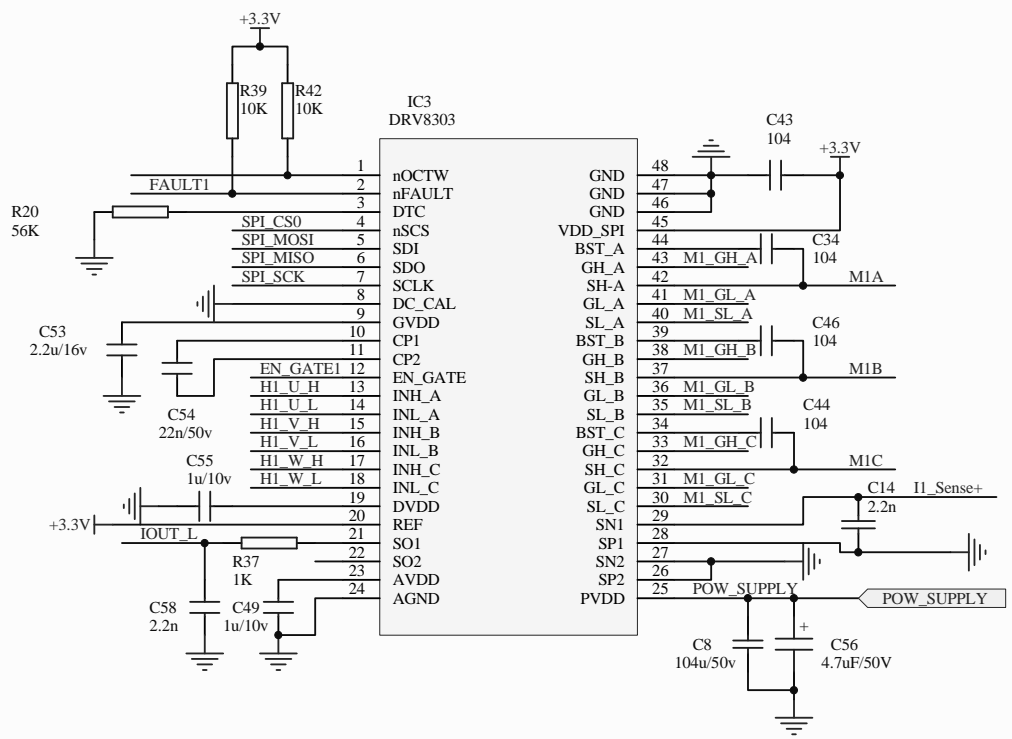 +3.3V
R39
10K
R42
10K
IC3
DRV8303
C43
104
+3.3V
1 nOCTW
FAULT1 2 nFAULT
3 DTC
R20
56K
SPI_CS0 4 nSCS
SPI_MOSI 5 SDI
SPI_MISO 6 SDO
SPI_SCK 7 SCLK
8 DC_CAL
9 GVDD
C53
2.2u/16v
10 CP1
11 CP2
C54
22n/50v
EN_GATE1 12 EN_GATE
H1_U_H 13 INH_A
H1_U_L 14 INL_A
H1_V_H 15 INH_B
H1_V_L 16 INL_B
H1_W_H 17 INH_C
H1_W_L 18 INL_C
C55
1u/10v
19 DVDD
+3.3V 20 REF
IOUT_L 21 SO1
R37
1K
22 SO2
23 AVDD
24 AGND
C58
2.2n
C49
1u/10v
GND 48
GND 47
GND 46
VDD_SPI 45
BST_A 44
C34
104
GH_A 43 M1_GH_A
SH-A 42 M1A
GL_A 41 M1_GL_A
SL_A 40 M1_SL_A
BST_B 39
C46
104
GH_B 38 M1_GH_B
SH_B 37 M1B
GL_B 36 M1_GL_B
SL_B 35 M1_SL_B
BST_C 34
C44
104
GH_C 33 M1_GH_C
SH_C 32 M1C
GL_C 31 M1_GL_C
SL_C 30 M1_SL_C
SN1 29
C14
2.2n
I1_Sense+
SP1 28
SN2 27
SP2 26
PVDD 25 POW_SUPPLY
POW_SUPPLY
C8
104u/50v
+
C56
4.7uF/50V